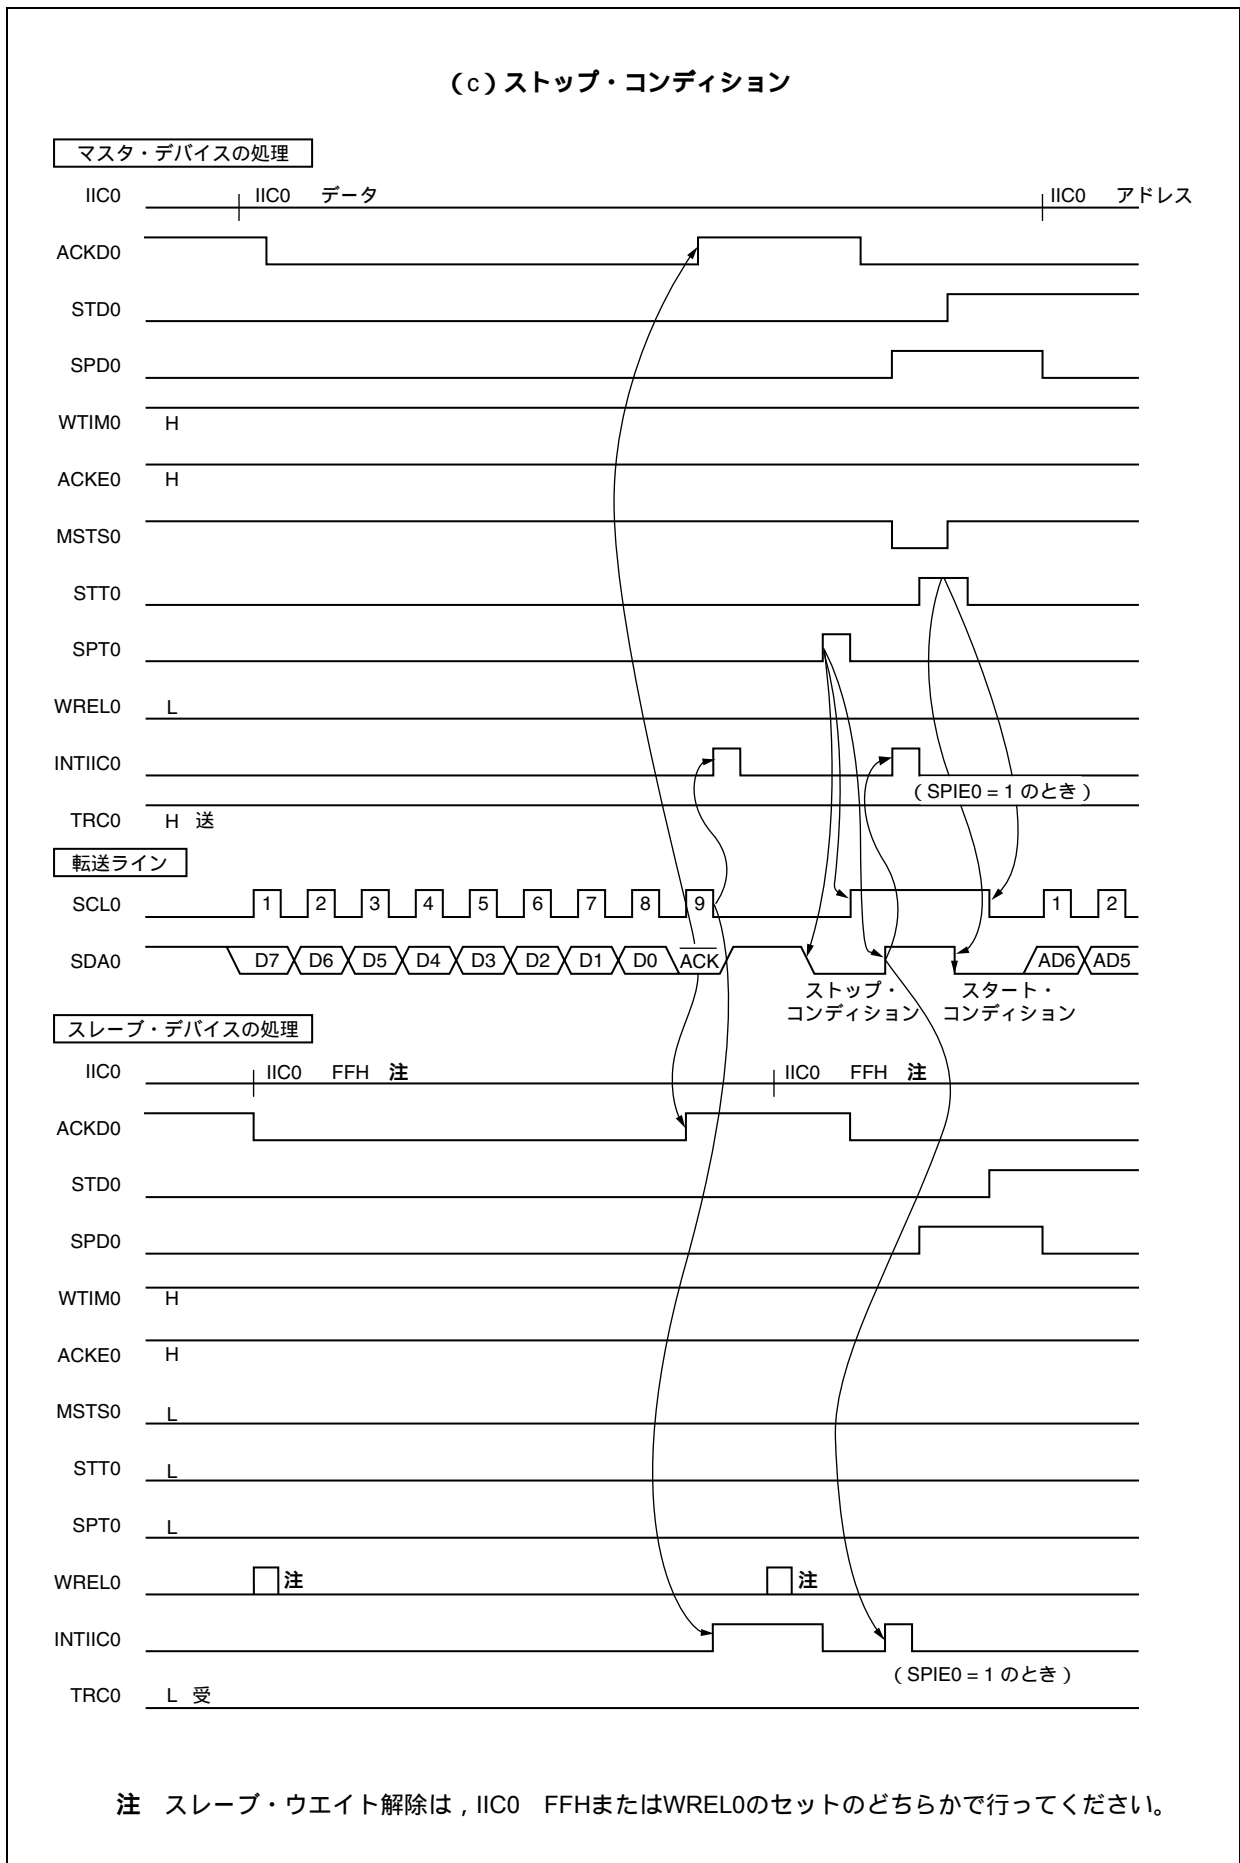 （c）ストップ・コンディション
マスタ・デバイスの処理
IIC0 IIC0 データ IIC0 アドレス
ACKD0
STD0
SPD0
WTIM0 H
ACKE0 H
MSTS0
STT0
SPT0
WREL0 L
INTIIC0
（SPIE0 = 1 のとき）
TRC0 H 送
転送ライン
SCL0 1 2 3 4 5 6 7 8 9 1 2
SDA0 D7 D6 D5 D4 D3 D2 D1 D0 ACK AD6 AD5
ストップ・ スタート・
コンディション コンディション
スレーブ・デバイスの処理
IIC0 IIC0 FFH 注 IIC0 FFH 注
ACKD0
STD0
SPD0
WTIM0 H
ACKE0 H
MSTS0 L
STT0 L
SPT0 L
WREL0 注 注
INTIIC0
（SPIE0 = 1 のとき）
TRC0 L 受
注 スレーブ・ウエイト解除は，IIC0 FFHまたはWREL0のセットのどちらかで行ってください。